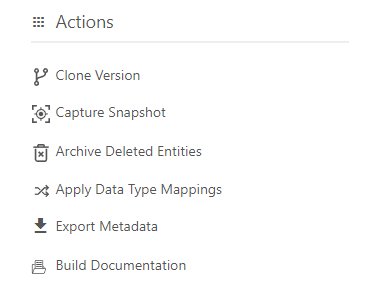 Actions
Clone Version
Capture Snapshot
Archive Deleted Entities
Apply Data Type Mappings
Export Metadata
Build Documentation